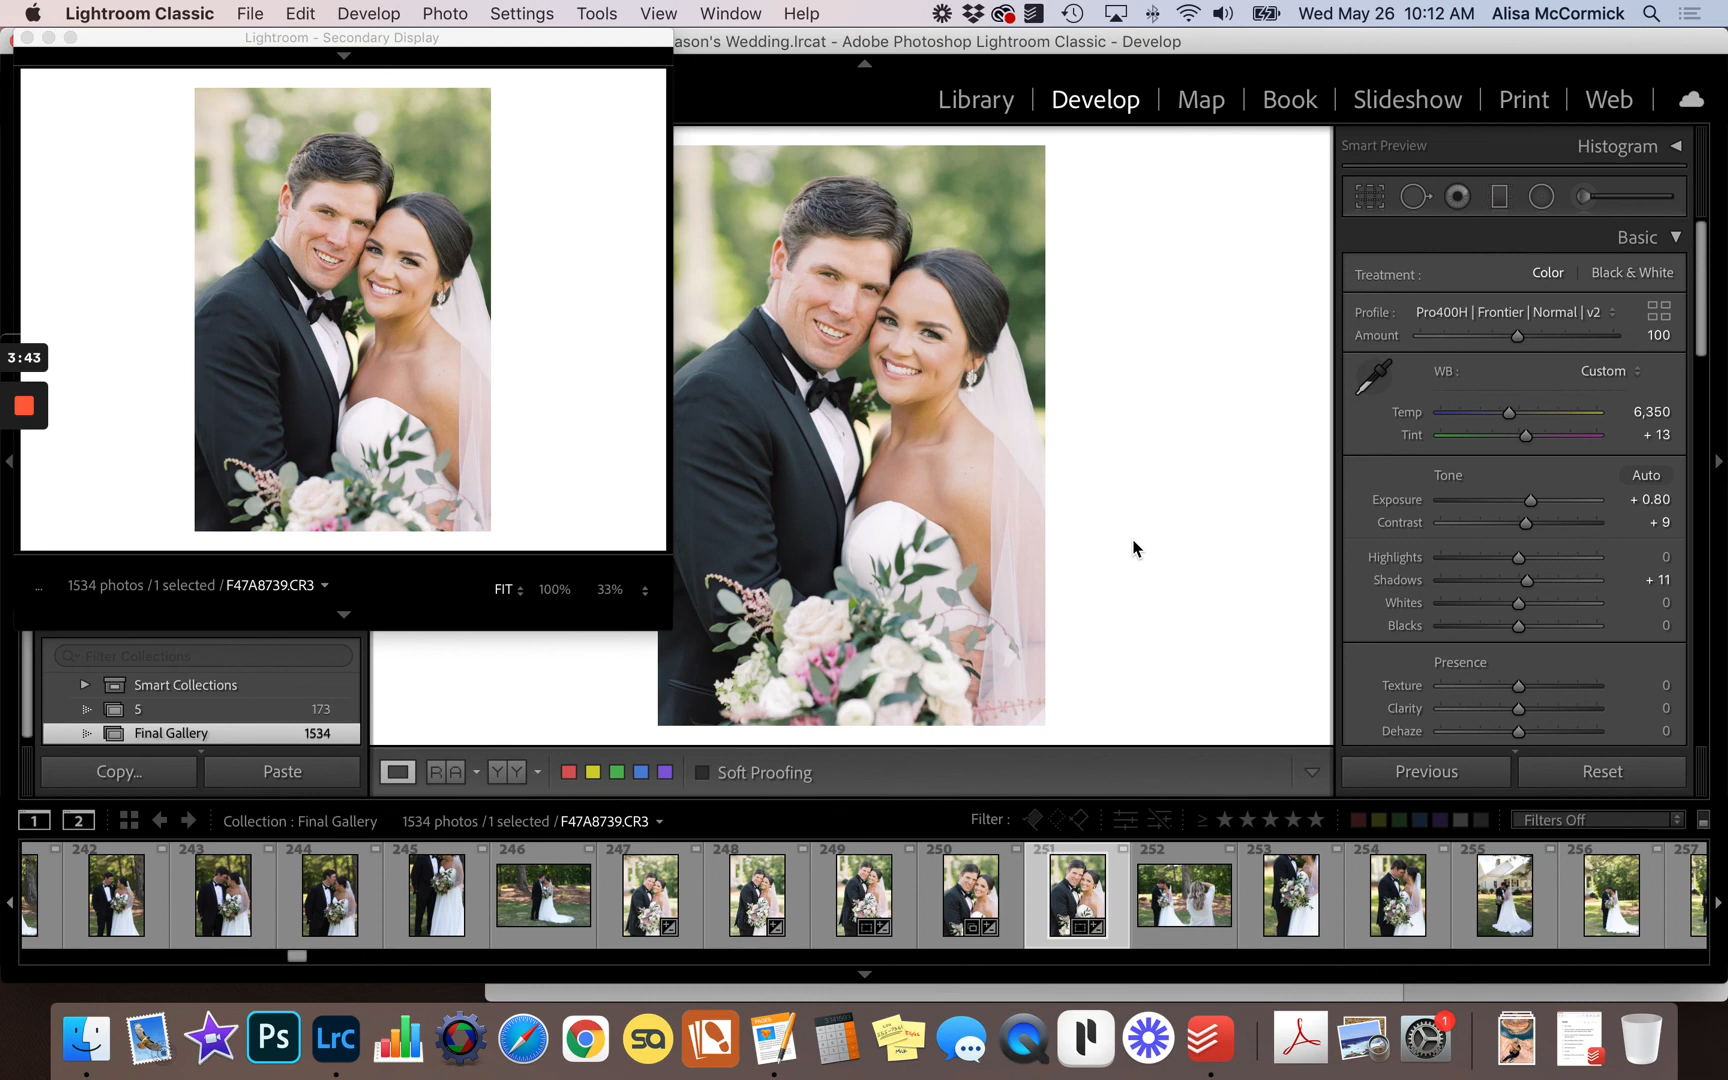 Lightroom Classic File Edit Develop Photo Settings Tools View Window Help Wed May 26 10:12 AM Alisa McCormick
Lightroom - Secondary Display
ason's Wedding.lrcat - Adobe Photoshop Lightroom Classic - Develop
Library | Develop | Map | Book | Slideshow | Print | Web |
Smart Preview Histogram
Basic
Treatment : Color | Black & White
Profile : Pro400H | Frontier | Normal | v2
Amount 100
3:43
WB : Custom
Temp 6,350
Tint + 13
Tone Auto
Exposure + 0.80
Contrast + 9
Highlights 0
Shadows + 11
Whites 0
Blacks 0
Presence
Texture 0
Clarity 0
Dehaze 0
... 1534 photos / 1 selected / F47A8739.CR3 FIT 100% 33%
Filter Collections
Smart Collections
5 173
Final Gallery 1534
Copy... Paste
R A Y Y Soft Proofing
Previous Reset
1 2 Collection : Final Gallery 1534 photos / 1 selected / F47A8739.CR3 Filter : ≥ Filters Off
242 243 244 245 246 247 248 249 250 251 252 253 254 255 256 257
Ps Lrc sa 1